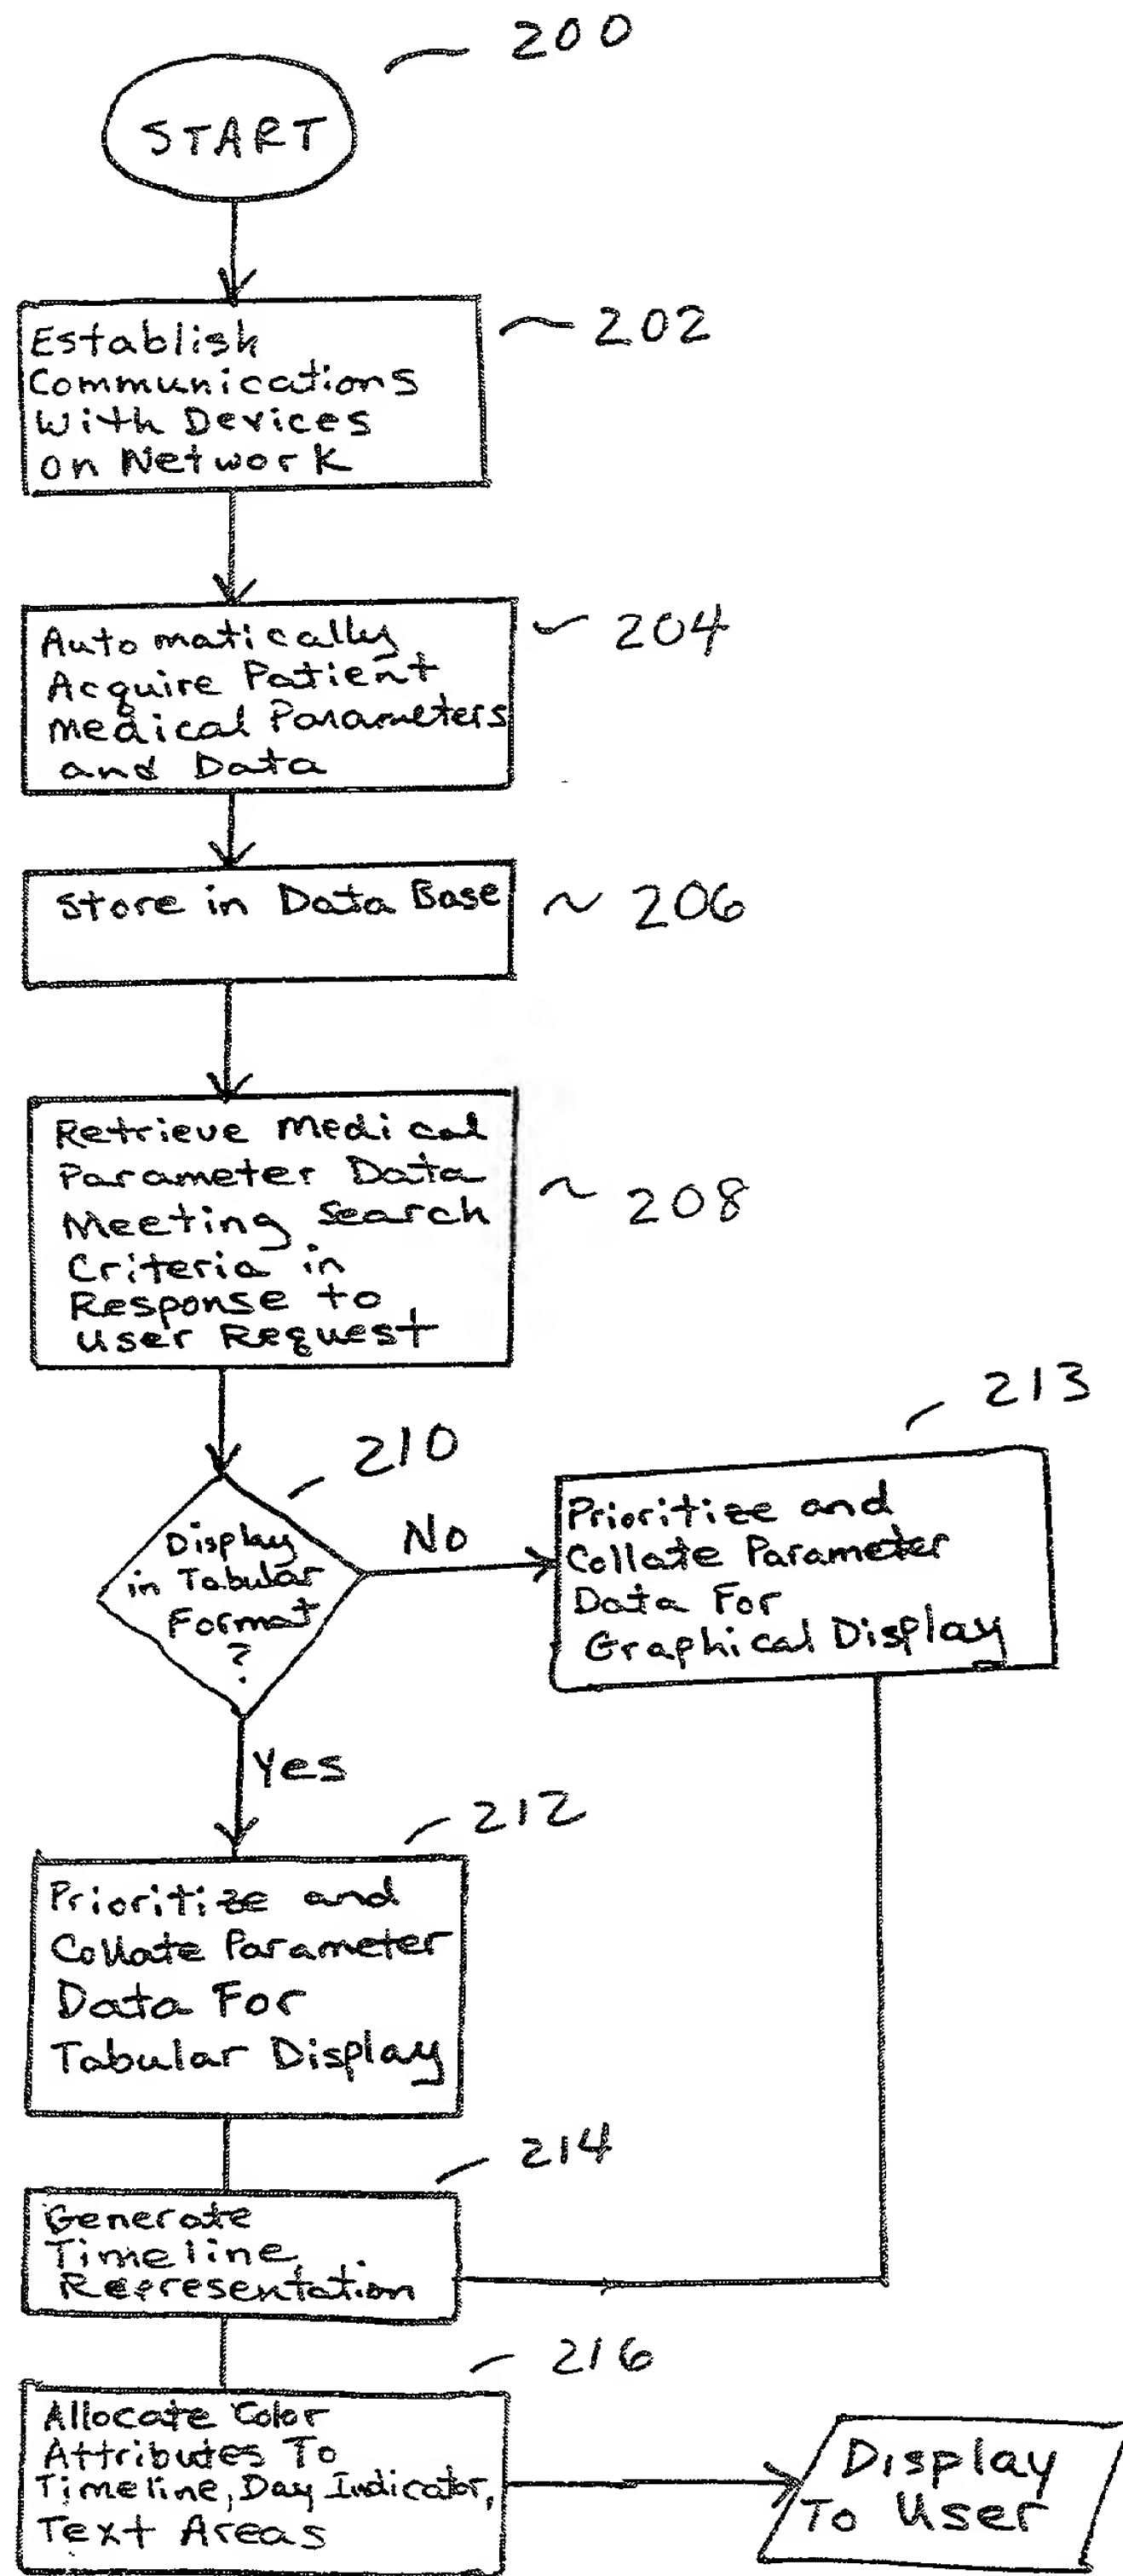 200
START
202
Establish
Communications
With Devices
on Network
204
Automatically
Acquire Patient
Medical Parameters
and Data
Store in Data Base
206
Retrieve Medical
Parameter Data
Meeting Search
Criteria in
Response to
User Request
208
210
Display
in Tabular
Format
?
No
213
Prioritize and
Collate Parameter
Data For
Graphical Display
Yes
212
Prioritize and
Collate Parameter
Data For
Tabular Display
214
Generate
Timeline
Representation
216
Allocate Color
Attributes To
Timeline, Day Indicator,
Text Areas
Display
To User